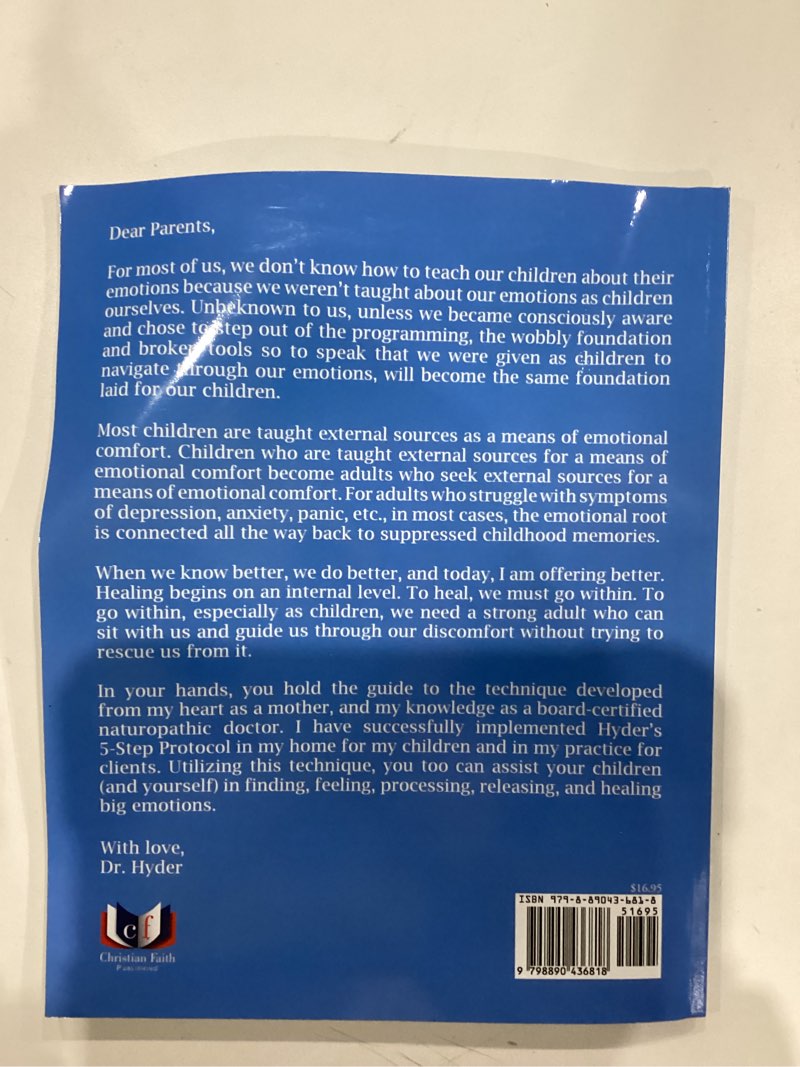 Dear Parents,
For most of us, we don't know how to teach our children about their
emotions because we weren't taught about our emotions as children
ourselves. Unbeknown to us, unless we became consciously aware
and chose to step out of the programming, the wobbly foundation
and broken tools so to speak that we were given as children to
navigate through our emotions, will become the same foundation
laid for our children.
Most children are taught external sources as a means of emotional
comfort. Children who are taught external sources for a means of
emotional comfort become adults who seek external sources for a
means of emotional comfort. For adults who struggle with symptoms
of depression, anxiety, panic, etc., in most cases, the emotional root
is connected all the way back to suppressed childhood memories.
When we know better, we do better, and today, I am offering better.
Healing begins on an internal level. To heal, we must go within. To
go within, especially as children, we need a strong adult who can
sit with us and guide us through our discomfort without trying to
rescue us from it.
In your hands, you hold the guide to the technique developed
from my heart as a mother, and my knowledge as a board-certified
naturopathic doctor. I have successfully implemented Hyder's
5-Step Protocol in my home for my children and in my practice for
clients. Utilizing this technique, you too can assist your children
(and yourself) in finding, feeling, processing, releasing, and healing
big emotions.
With love,
Dr. Hyder
cf
Christian Faith
PUBLISHING
$16.95
ISBN 979-8-89043-681-8
51695
9 798890 436818